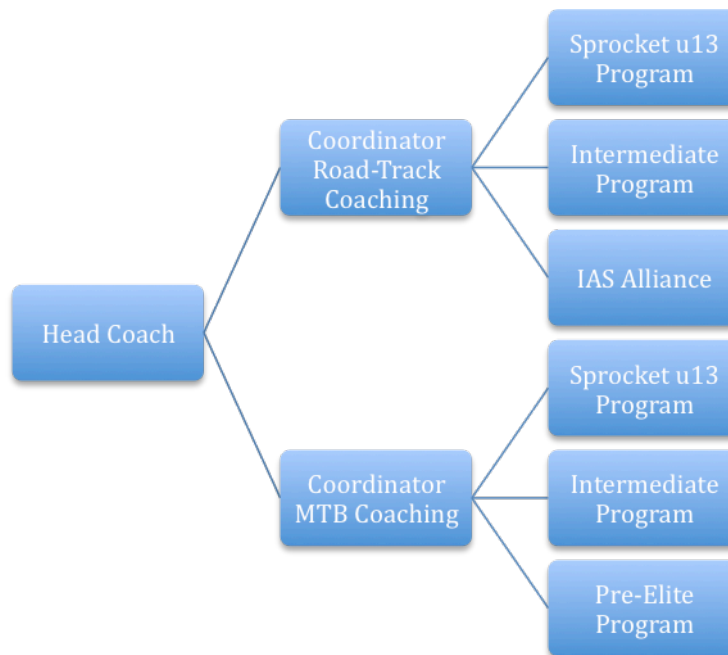 Head Coach
Coordinator
Road-Track
Coaching
Sprocket u13
Program
Intermediate
Program
IAS Alliance
Coordinator
MTB Coaching
Sprocket u13
Program
Intermediate
Program
Pre-Elite
Program